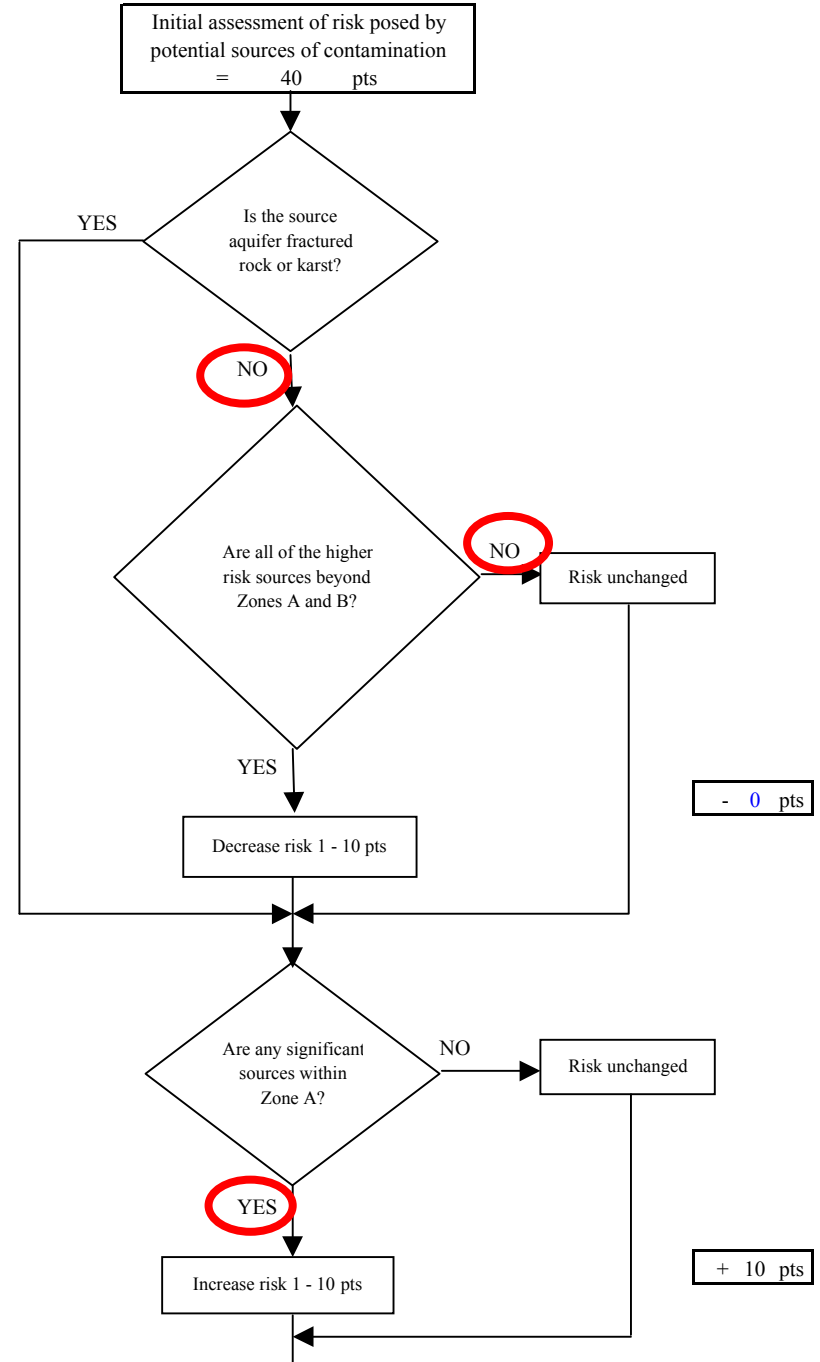 Initial assessment of risk posed by
potential sources of contamination
= 40 pts
YES
Is the source
aquifer fractured
rock or karst?
NO
Are all of the higher
risk sources beyond
Zones A and B?
NO
Risk unchanged
YES
- 0 pts
Decrease risk 1 - 10 pts
Are any significant
sources within
Zone A?
NO
Risk unchanged
YES
Increase risk 1 - 10 pts
+ 10 pts